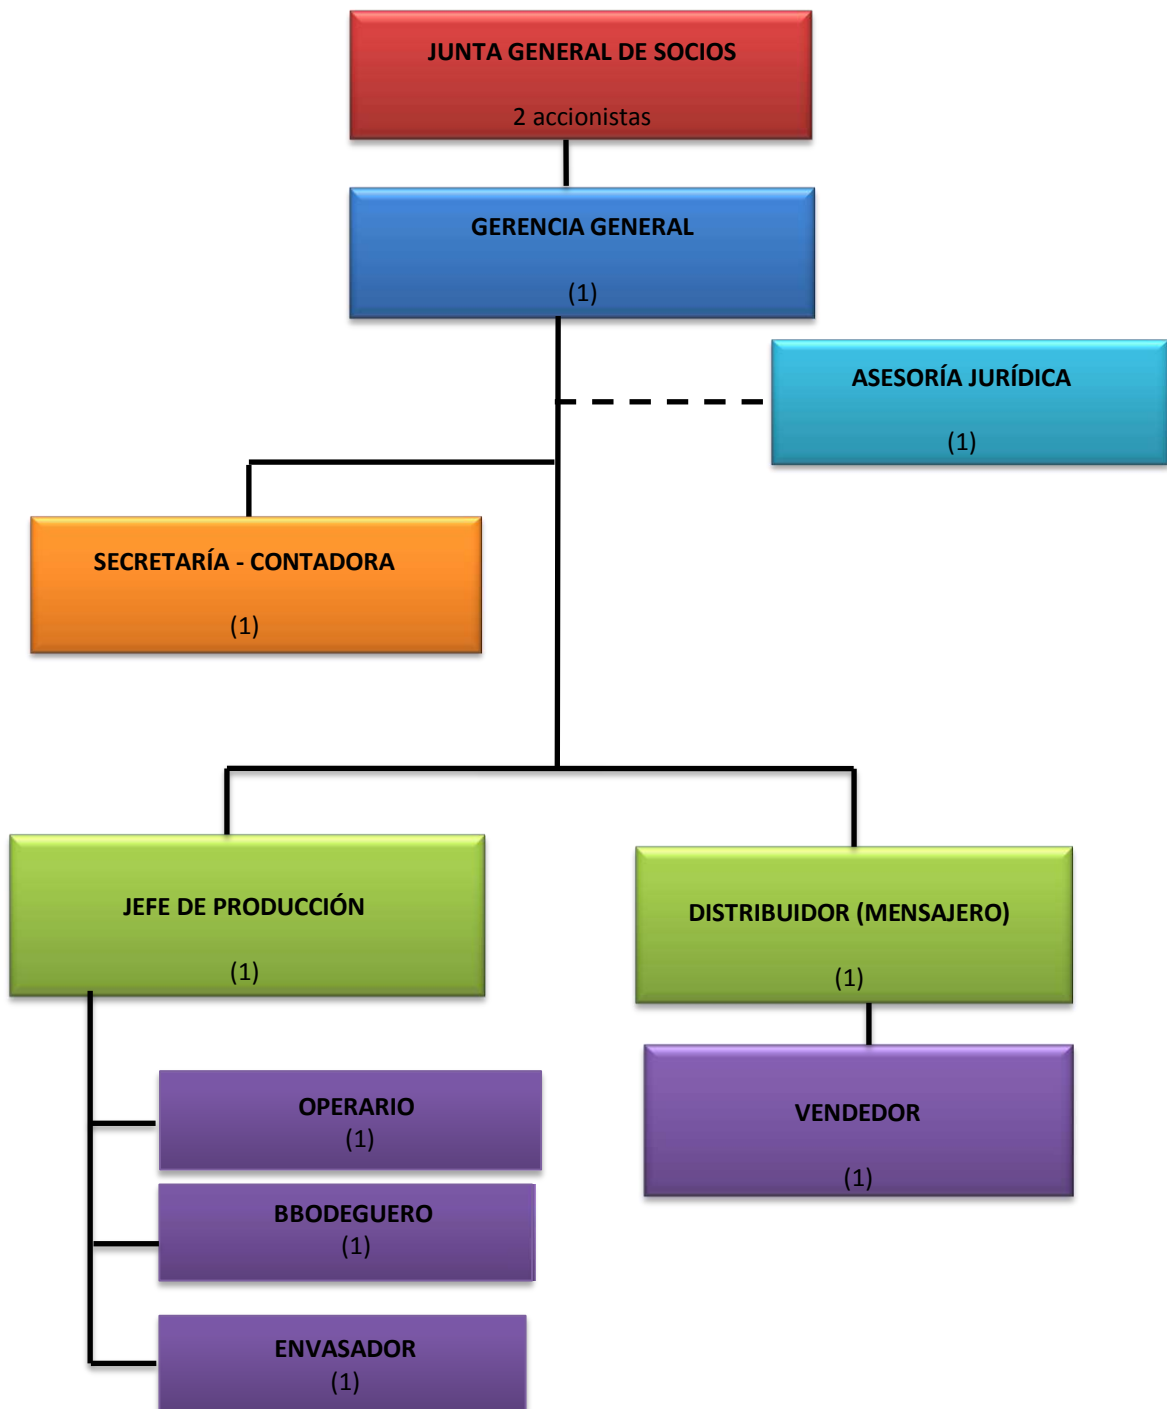 JUNTA GENERAL DE SOCIOS
2 accionistas
GERENCIA GENERAL
(1)
ASESORÍA JURÍDICA
(1)
SECRETARÍA - CONTADORA
(1)
JEFE DE PRODUCCIÓN
(1)
DISTRIBUIDOR (MENSAJERO)
(1)
OPERARIO
(1)
BBODEGUERO
(1)
ENVASADOR
(1)
VENDEDOR
(1)